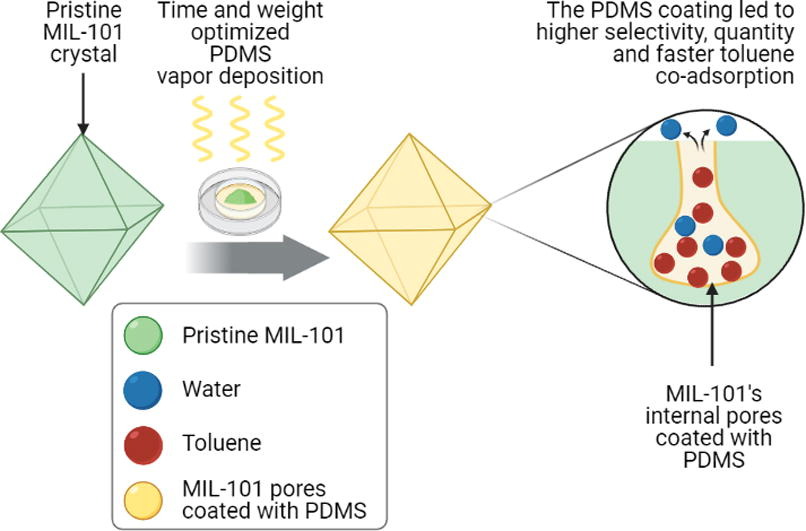 Pristine
MIL-101
crystal
Time and weight
optimized
PDMS
vapor deposition
The PDMS coating led to
higher selectivity, quantity
and faster toluene
co-adsorption
Pristine MIL-101
Water
Toluene
MIL-101 pores
coated with PDMS
MIL-101's
internal pores
coated with
PDMS